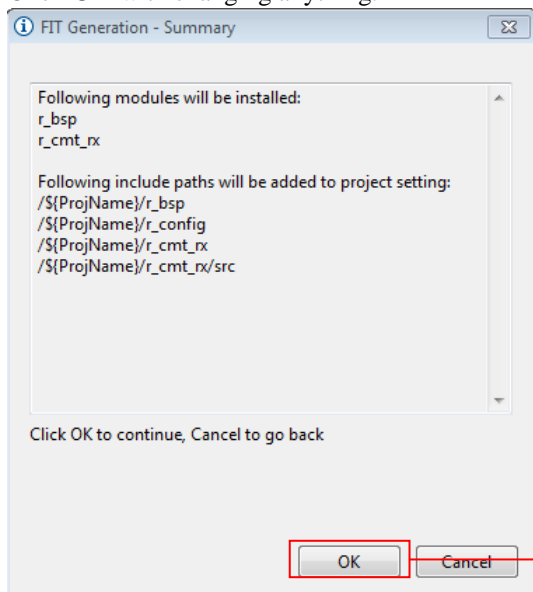 FIT Generation - Summary
Following modules will be installed:
r_bsp
r_cmt_rx
Following include paths will be added to project setting:
/${ProjName}/r_bsp
/${ProjName}/r_config
/${ProjName}/r_cmt_rx
/${ProjName}/r_cmt_rx/src
Click OK to continue, Cancel to go back
OK
Cancel